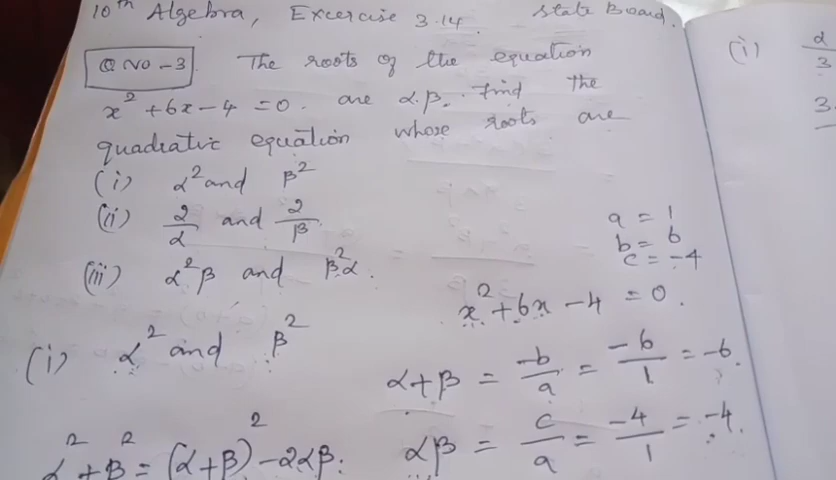 10th Algebra, Excercise 3.14. State Board.
Q NO-3 The roots of the equation
x² + 6x - 4 = 0. are α.β. find the
quadratic equation whose roots are
(i) α² and β²
(ii) 2/α and 2/β.
(iii) α²β and β²α.
a = 1
b = 6
c = -4
x² + 6x - 4 = 0.
(i) α² and β²
α+β = -b/a = -6/1 = -6.
αβ = c/a = -4/1 = -4.
α² + β² = (α+β)² - 2αβ.
(i)